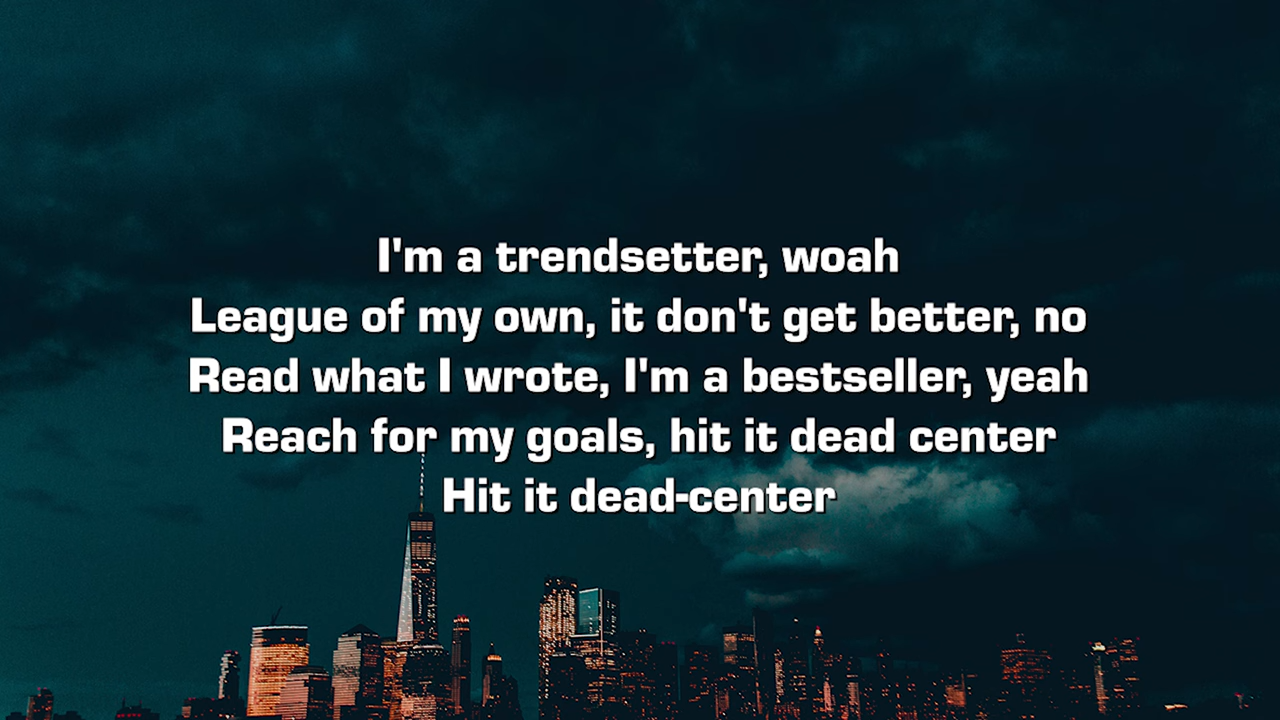 I'm a trendsetter, woah
League of my own, it don't get better, no
Read what I wrote, I'm a bestseller, yeah
Reach for my goals, hit it dead center
Hit it dead-center